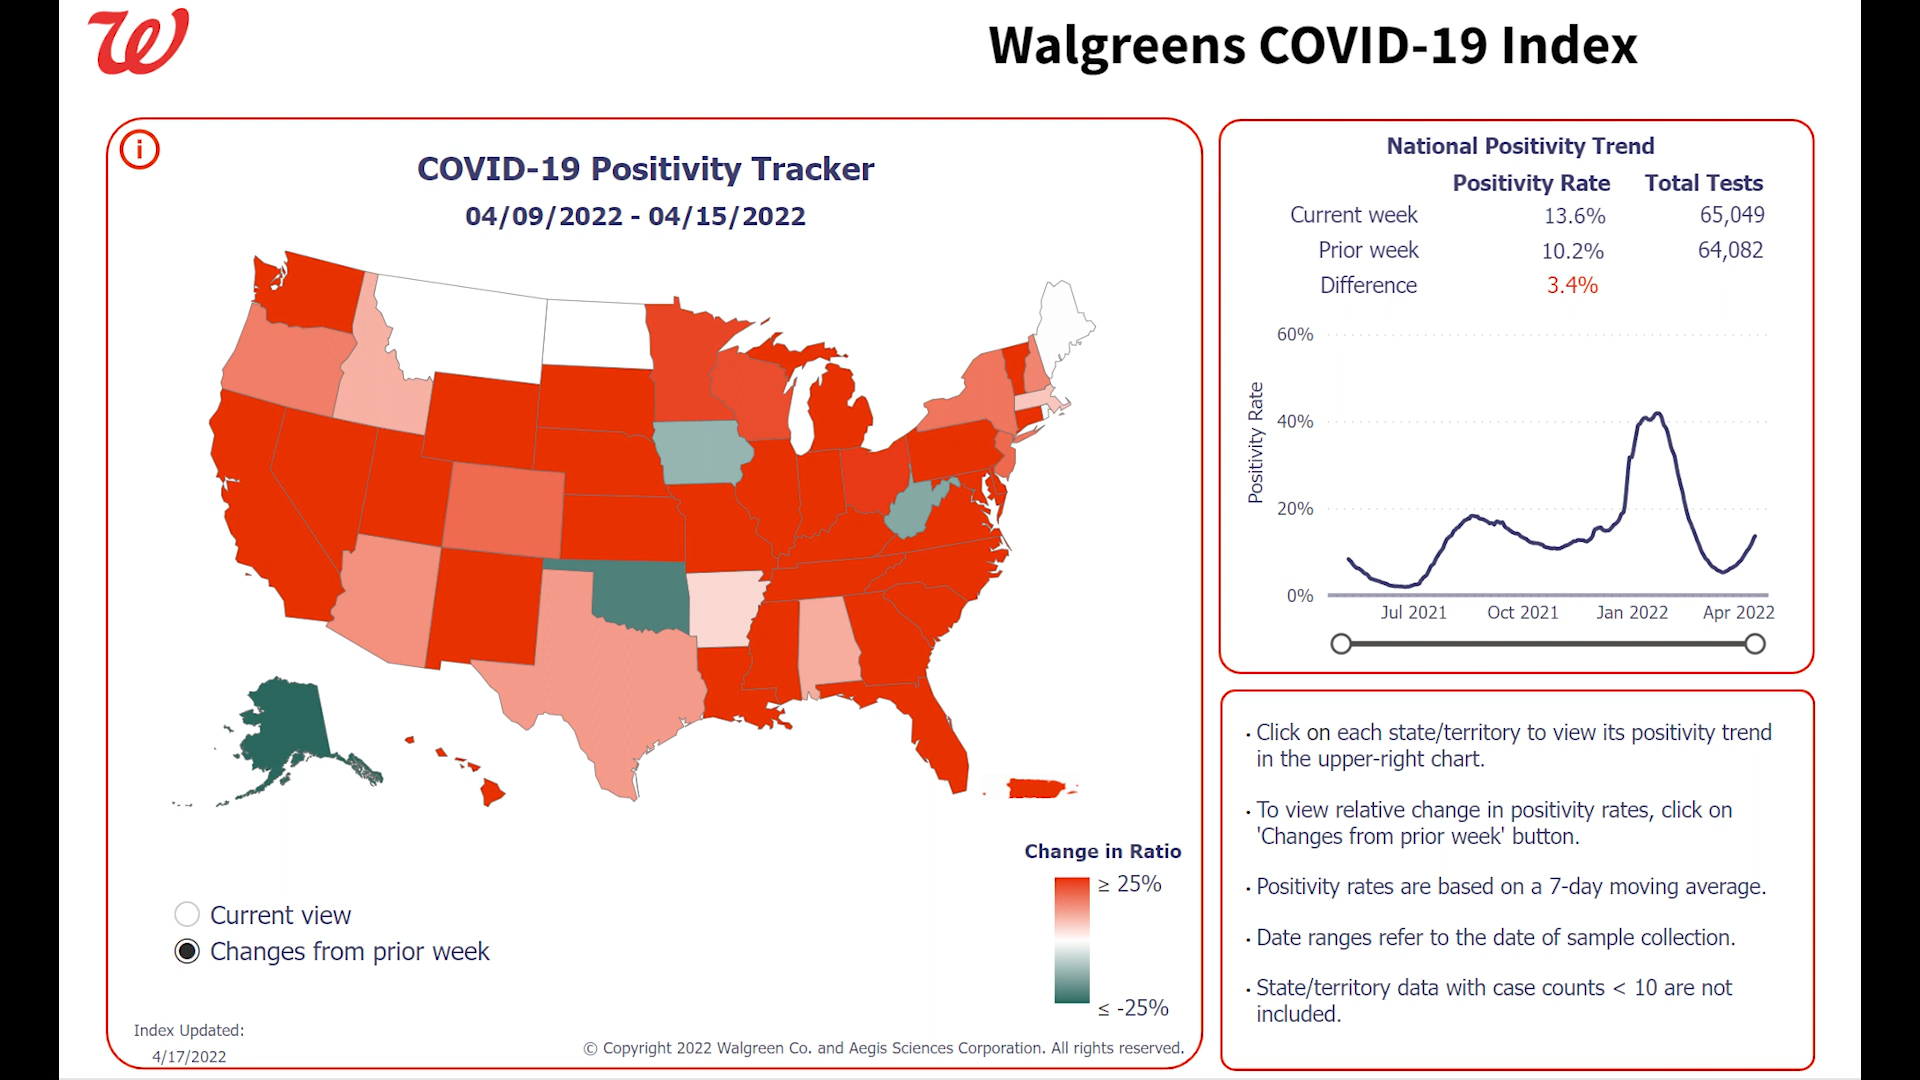 Walgreens COVID-19 Index
COVID-19 Positivity Tracker
04/09/2022 - 04/15/2022
Change in Ratio
≥ 25%
≤ -25%
Current view
Changes from prior week
Index Updated:
4/17/2022
© Copyright 2022 Walgreen Co. and Aegis Sciences Corporation. All rights reserved.
National Positivity Trend
Positivity Rate Total Tests
Current week 13.6% 65,049
Prior week 10.2% 64,082
Difference 3.4%
Positivity Rate
60%
40%
20%
0%
Jul 2021 Oct 2021 Jan 2022 Apr 2022
· Click on each state/territory to view its positivity trend
in the upper-right chart.
· To view relative change in positivity rates, click on
'Changes from prior week' button.
· Positivity rates are based on a 7-day moving average.
· Date ranges refer to the date of sample collection.
· State/territory data with case counts < 10 are not
included.